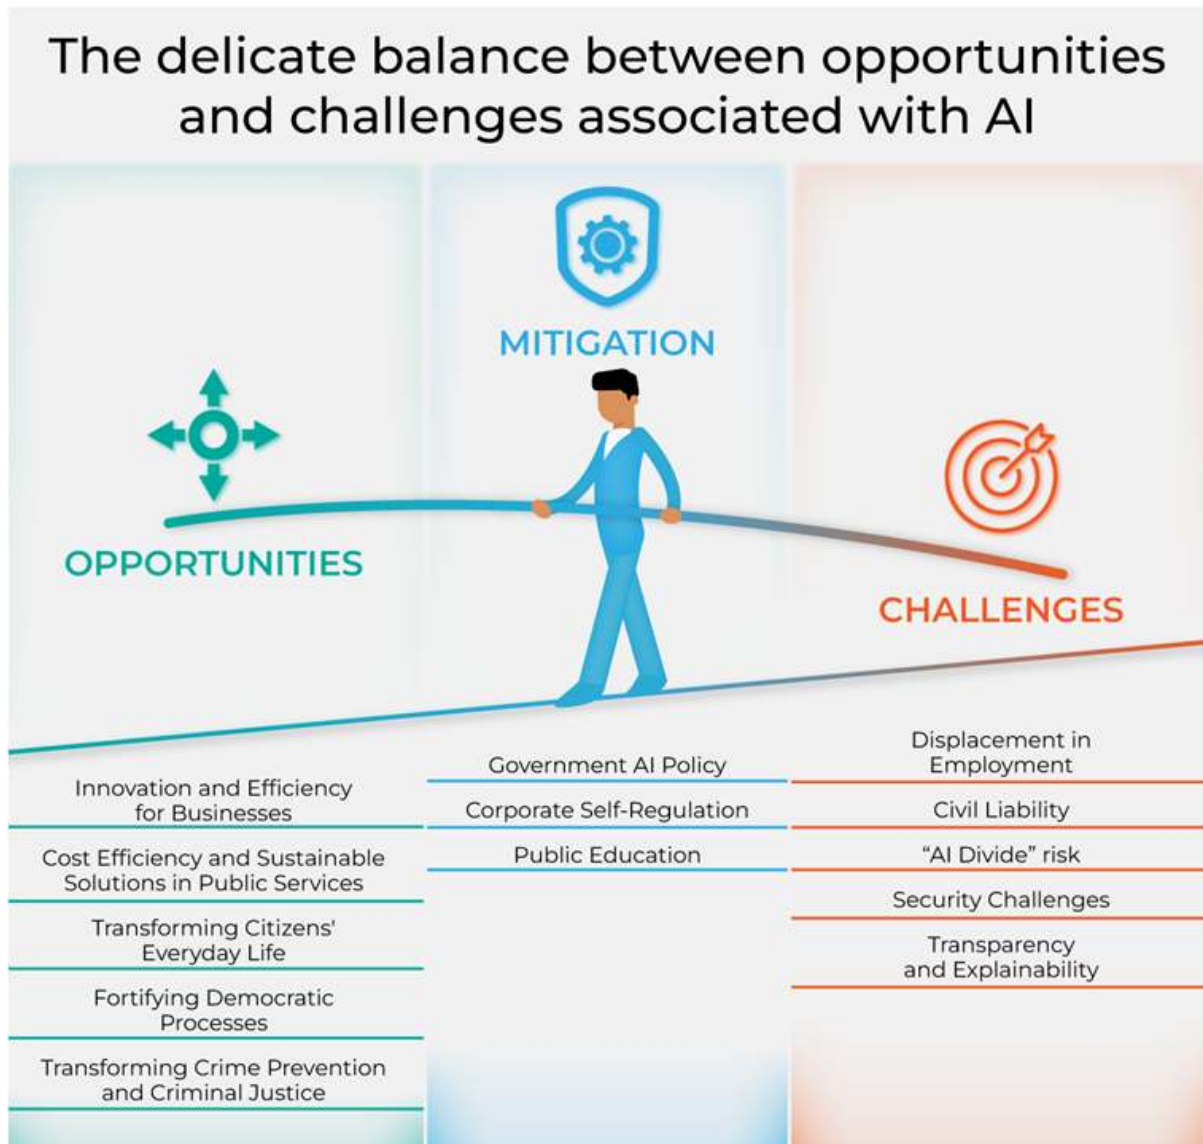 The delicate balance between opportunities
and challenges associated with AI
MITIGATION
OPPORTUNITIES
CHALLENGES
Innovation and Efficiency
for Businesses
Cost Efficiency and Sustainable
Solutions in Public Services
Transforming Citizens'
Everyday Life
Fortifying Democratic
Processes
Transforming Crime Prevention
and Criminal Justice
Government AI Policy
Corporate Self-Regulation
Public Education
Displacement in
Employment
Civil Liability
“AI Divide” risk
Security Challenges
Transparency
and Explainability